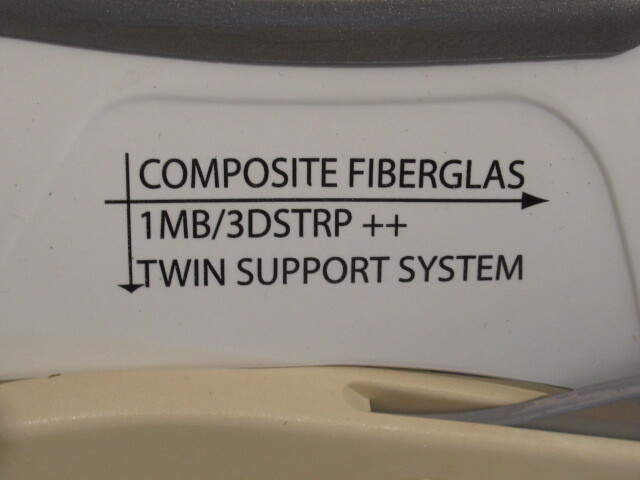 COMPOSITE FIBERGLAS
1MB/3DSTRP ++
TWIN SUPPORT SYSTEM